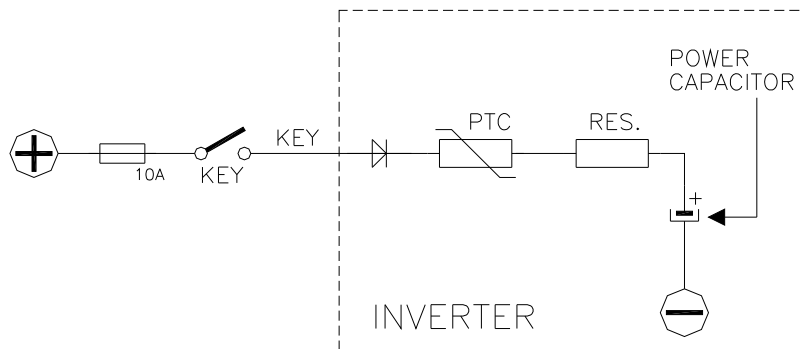 POWER
CAPACITOR
PTC
RES.
KEY
10A
KEY
+
INVERTER